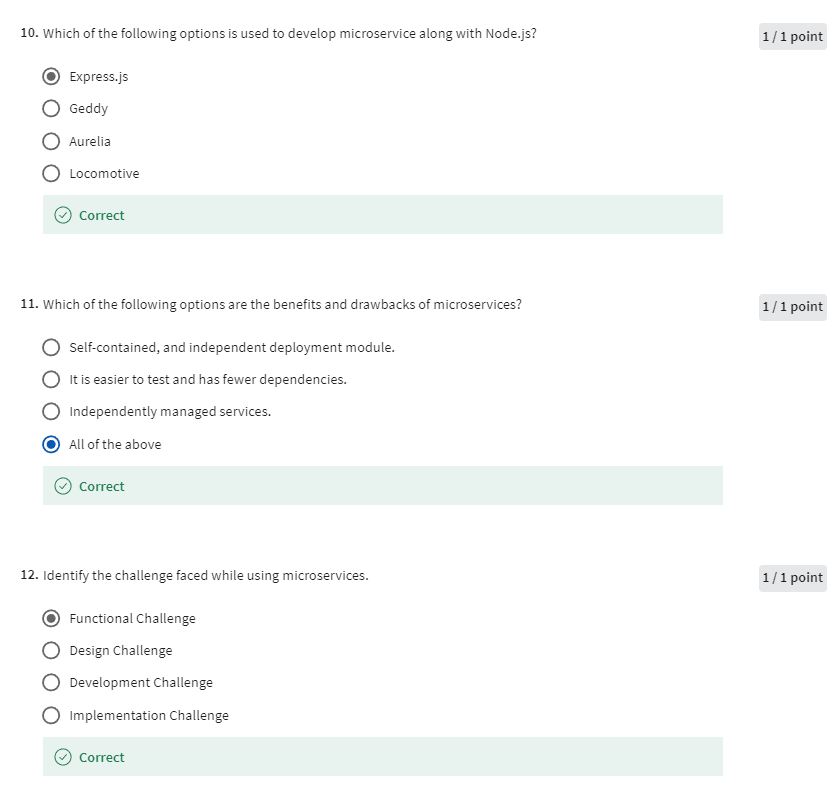 10. Which of the following options is used to develop microservice along with Node.js?
1 / 1 point
Express.js
Geddy
Aurelia
Locomotive
Correct
11. Which of the following options are the benefits and drawbacks of microservices?
1 / 1 point
Self-contained, and independent deployment module.
It is easier to test and has fewer dependencies.
Independently managed services.
All of the above
Correct
12. Identify the challenge faced while using microservices.
1 / 1 point
Functional Challenge
Design Challenge
Development Challenge
Implementation Challenge
Correct